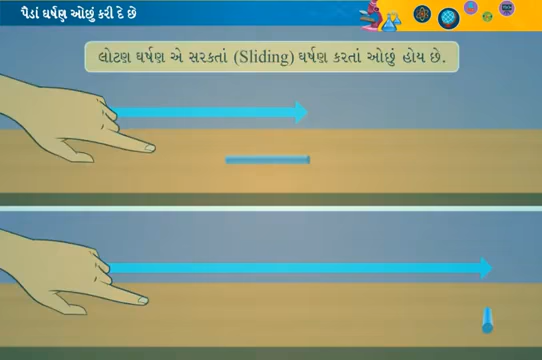 પૈડાં ઘર્ષણ ઓછું કરી દે છે
લોટણ ઘર્ષણ એ સરકતાં (Sliding) ઘર્ષણ કરતાં ઓછું હોય છે.